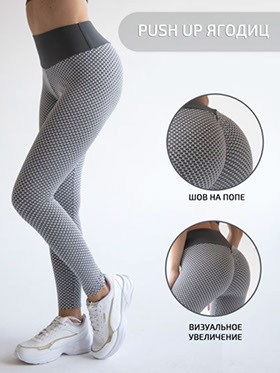 PUSH UP ЯГОДИЦ
ШОВ НА ПОПЕ
ВИЗУАЛЬНОЕ
УВЕЛИЧЕНИЕ